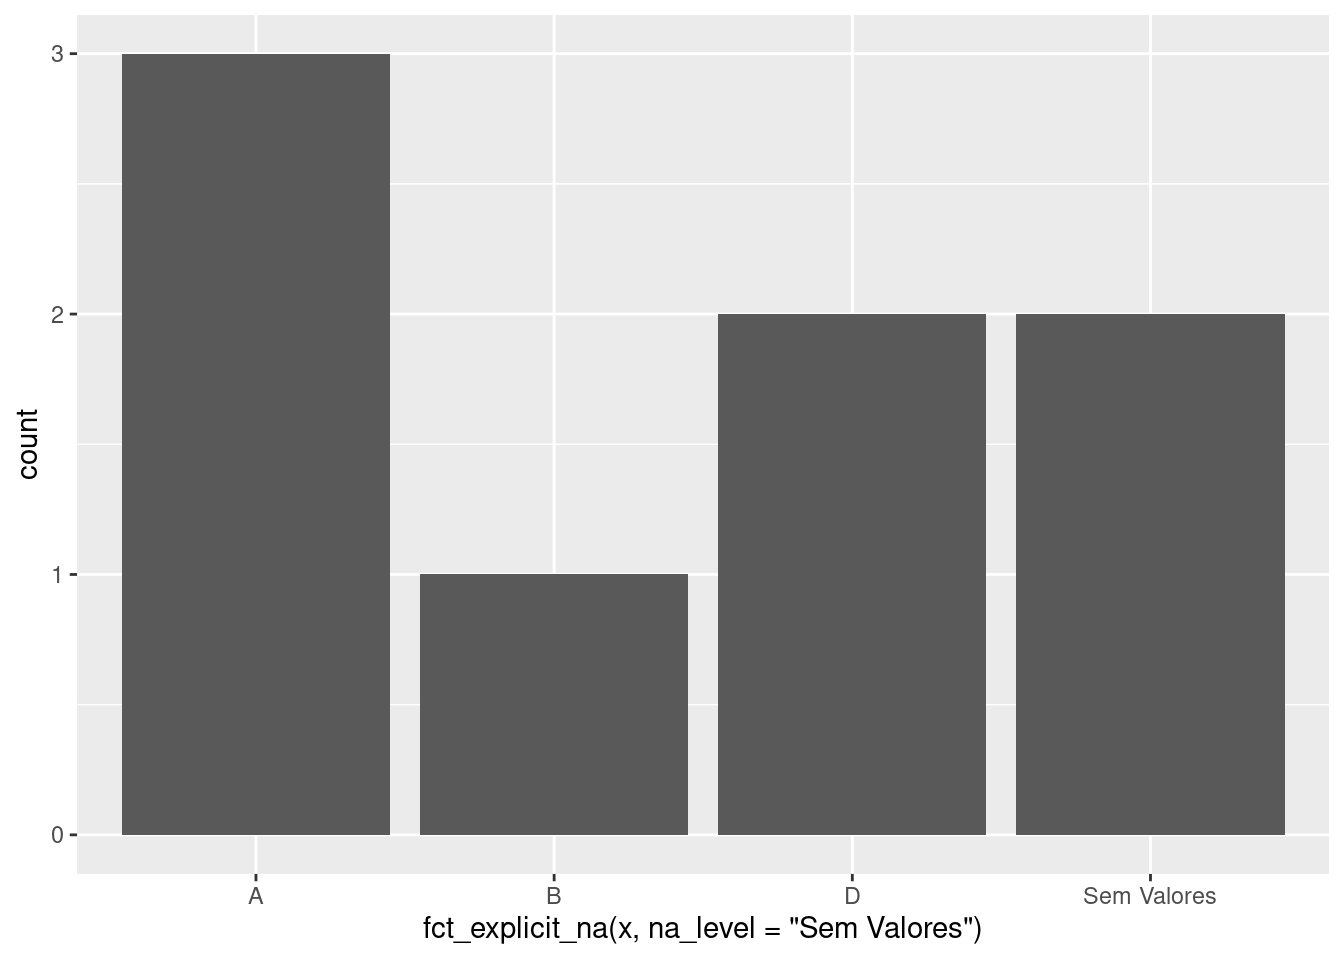 3
2
1
0
count
A
B
D
Sem Valores
fct_explicit_na(x, na_level = "Sem Valores")